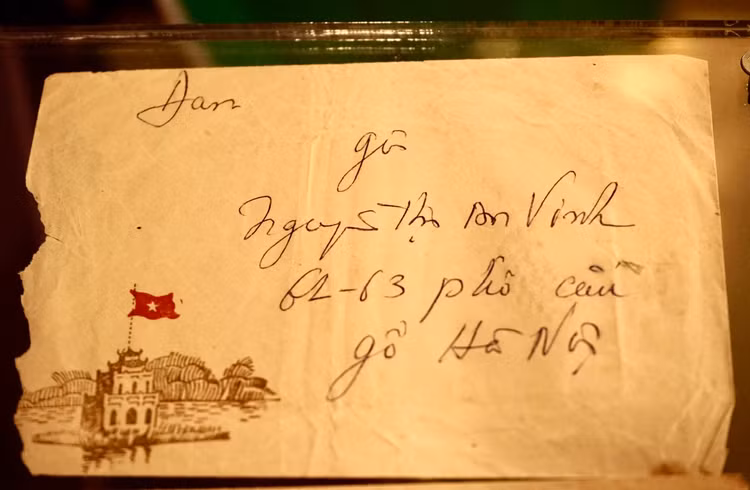 Đan
gửi
Nguyễn Thị An Vinh
62-63 phố cầu
gỗ Hà Nội